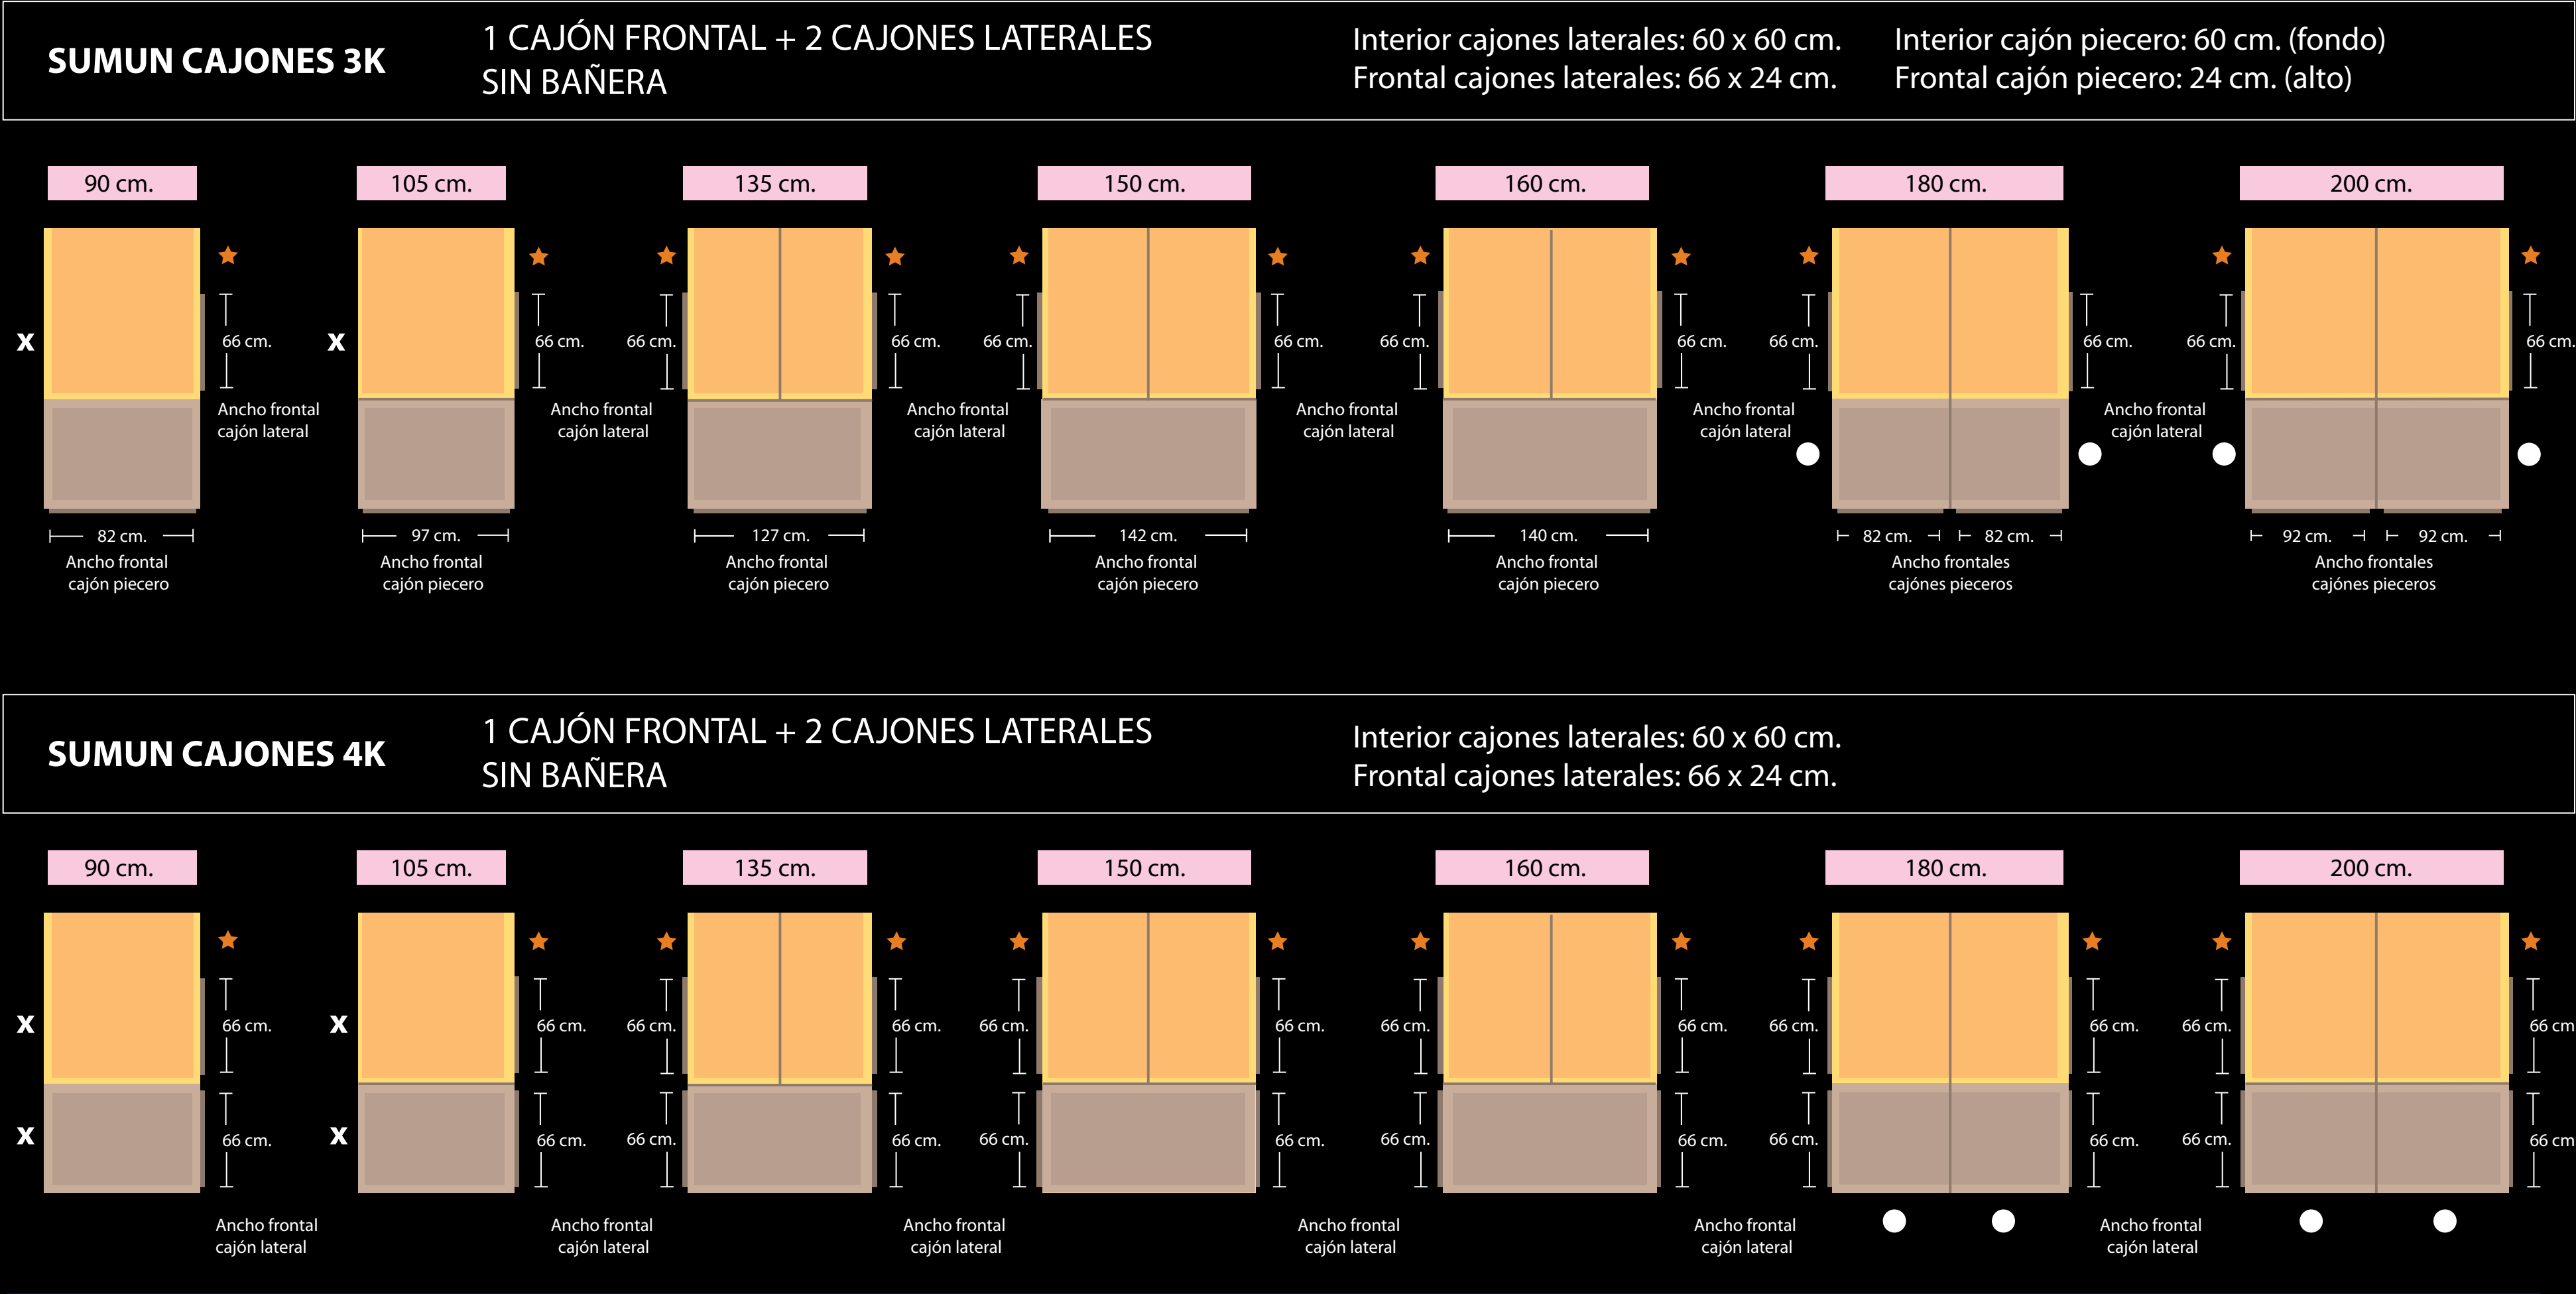 SUMUN CAJONES 3K
1 CAJÓN FRONTAL + 2 CAJONES LATERALES
SIN BAÑERA
Interior cajones laterales: 60 x 60 cm.
Frontal cajones laterales: 66 x 24 cm.
Interior cajón piecero: 60 cm. (fondo)
Frontal cajón piecero: 24 cm. (alto)
90 cm.
105 cm.
135 cm.
150 cm.
160 cm.
180 cm.
200 cm.
x
66 cm.
x
66 cm.
66 cm.
66 cm.
66 cm.
66 cm.
66 cm.
66 cm.
66 cm.
66 cm.
66 cm.
66 cm.
Ancho frontal
cajón lateral
Ancho frontal
cajón lateral
Ancho frontal
cajón lateral
Ancho frontal
cajón lateral
Ancho frontal
cajón lateral
Ancho frontal
cajón lateral
82 cm.
Ancho frontal
cajón piecero
97 cm.
Ancho frontal
cajón piecero
127 cm.
Ancho frontal
cajón piecero
142 cm.
Ancho frontal
cajón piecero
140 cm.
Ancho frontal
cajón piecero
82 cm.
82 cm.
Ancho frontales
cajónes pieceros
92 cm.
92 cm.
Ancho frontales
cajónes pieceros
SUMUN CAJONES 4K
1 CAJÓN FRONTAL + 2 CAJONES LATERALES
SIN BAÑERA
Interior cajones laterales: 60 x 60 cm.
Frontal cajones laterales: 66 x 24 cm.
90 cm.
105 cm.
135 cm.
150 cm.
160 cm.
180 cm.
200 cm.
x
66 cm.
x
66 cm.
66 cm.
66 cm.
66 cm.
66 cm.
66 cm.
66 cm.
66 cm.
66 cm.
66 cm.
66 cm
x
66 cm.
x
66 cm.
66 cm.
66 cm.
66 cm.
66 cm.
66 cm.
66 cm.
66 cm.
66 cm.
66 cm.
66 cm
Ancho frontal
cajón lateral
Ancho frontal
cajón lateral
Ancho frontal
cajón lateral
Ancho frontal
cajón lateral
Ancho frontal
cajón lateral
Ancho frontal
cajón lateral